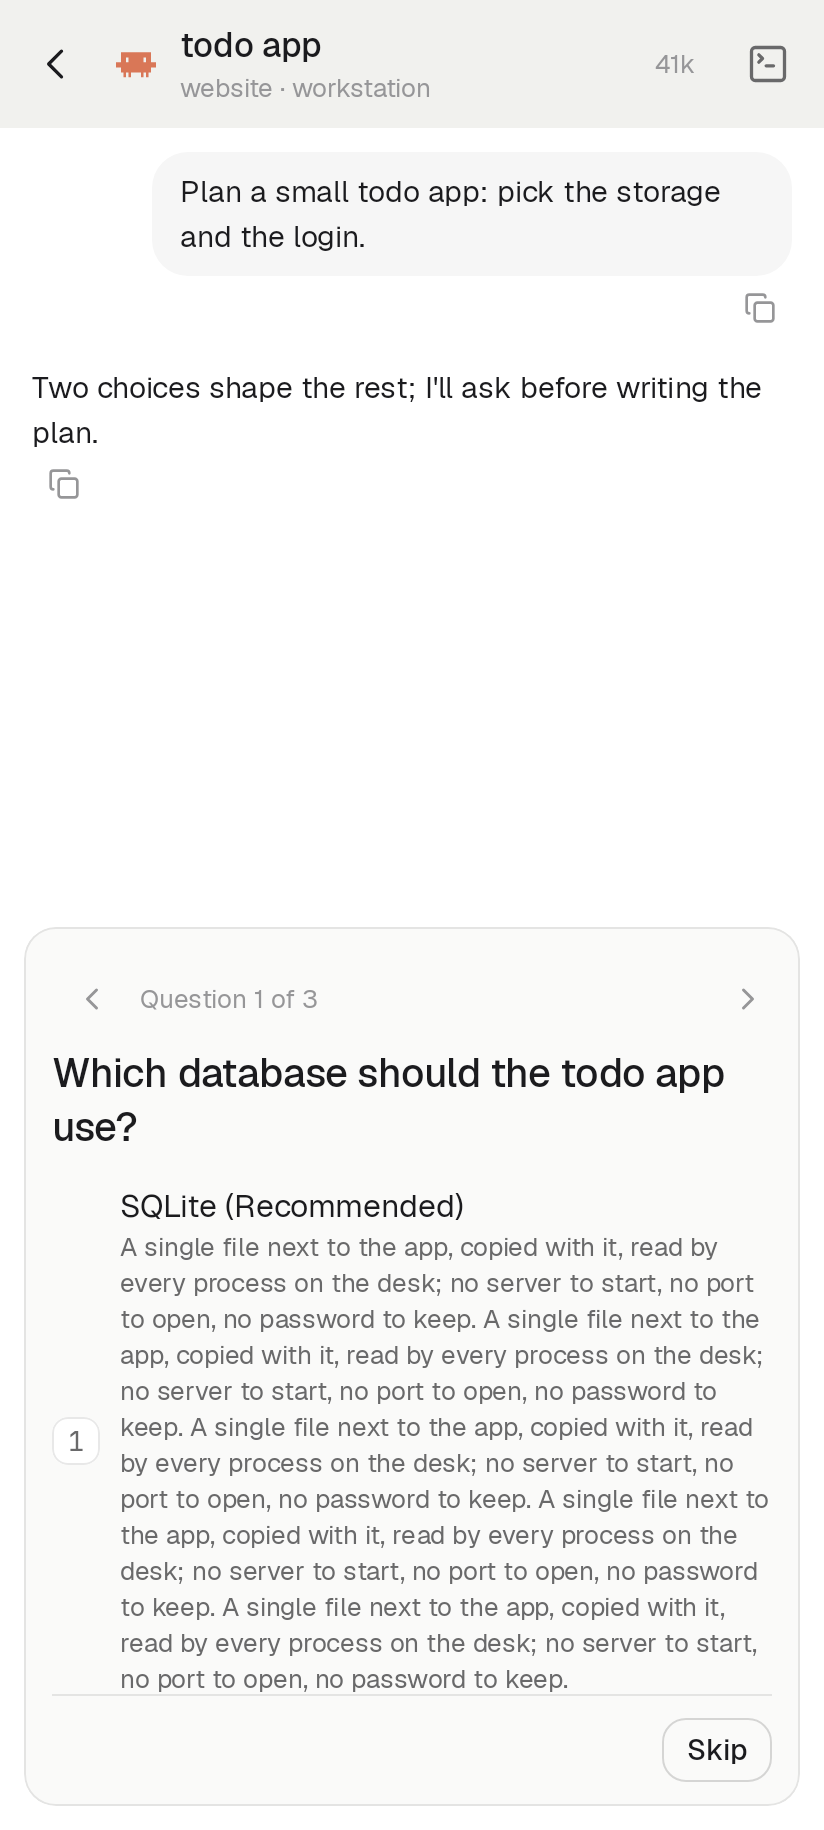 todo app
website · workstation
41k
Plan a small todo app: pick the storage
and the login.
Two choices shape the rest; I'll ask before writing the
plan.
Question 1 of 3
Which database should the todo app
use?
SQLite (Recommended)
A single file next to the app, copied with it, read by
every process on the desk; no server to start, no port
to open, no password to keep. A single file next to the
app, copied with it, read by every process on the desk;
no server to start, no port to open, no password to
keep. A single file next to the app, copied with it, read
1
by every process on the desk; no server to start, no
port to open, no password to keep. A single file next to
the app, copied with it, read by every process on the
desk; no server to start, no port to open, no password
to keep. A single file next to the app, copied with it,
read by every process on the desk; no server to start,
no port to open, no password to keep.
Skip